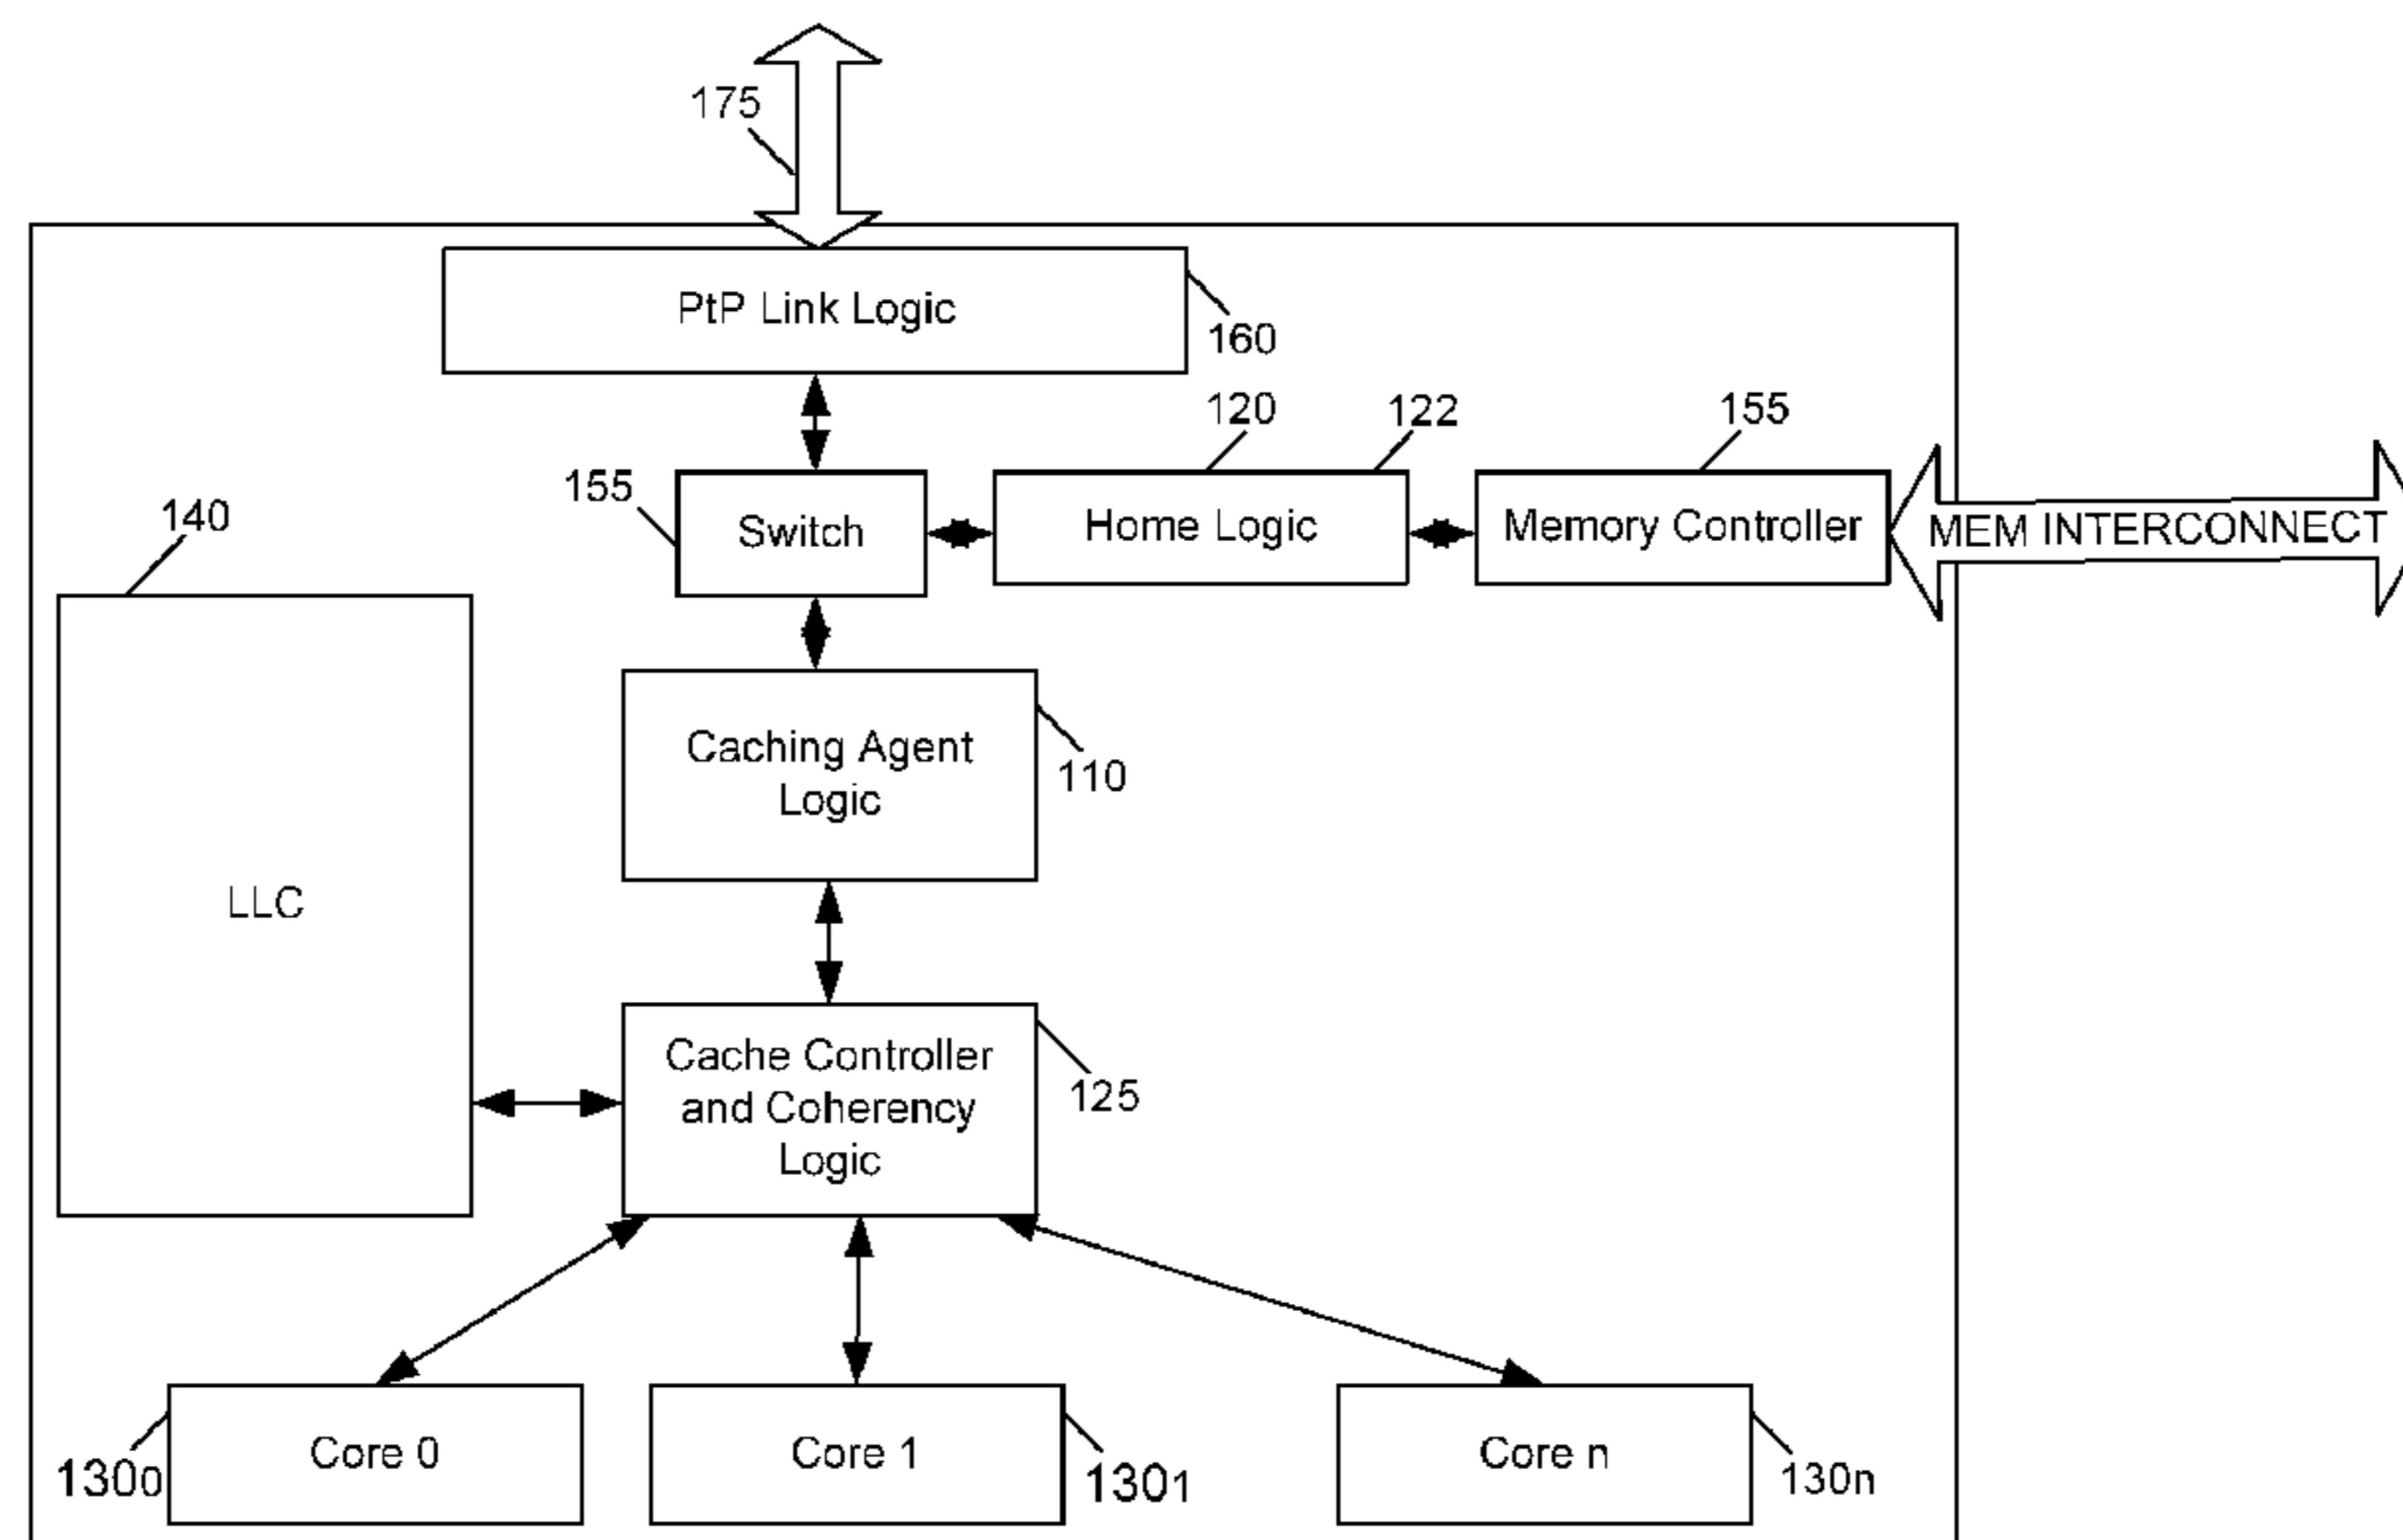 175
PtP Link Logic
160
120
122
155
155
Switch
Home Logic
Memory Controller
MEM INTERCONNECT
140
Caching Agent
Logic
110
LLC
Cache Controller
and Coherency
Logic
125
Core 0
1300
Core 1
1301
Core n
130n